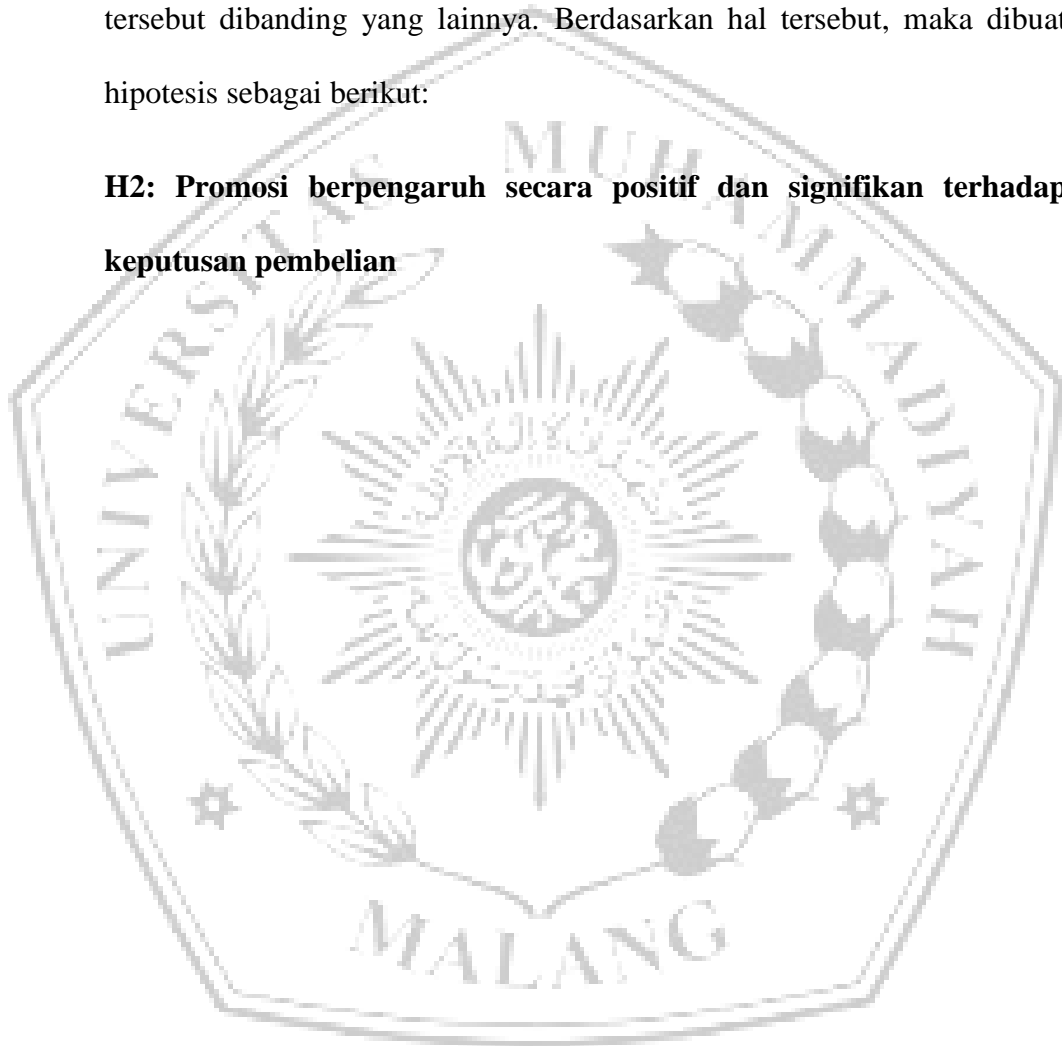 tersebut dibanding yang lainnya. Berdasarkan hal tersebut, maka dibuat
hipotesis sebagai berikut:
H2: Promosi berpengaruh secara positif dan signifikan terhadap
keputusan pembelian
UNIVERSITAS MUHAMMADIYAH
MALANG